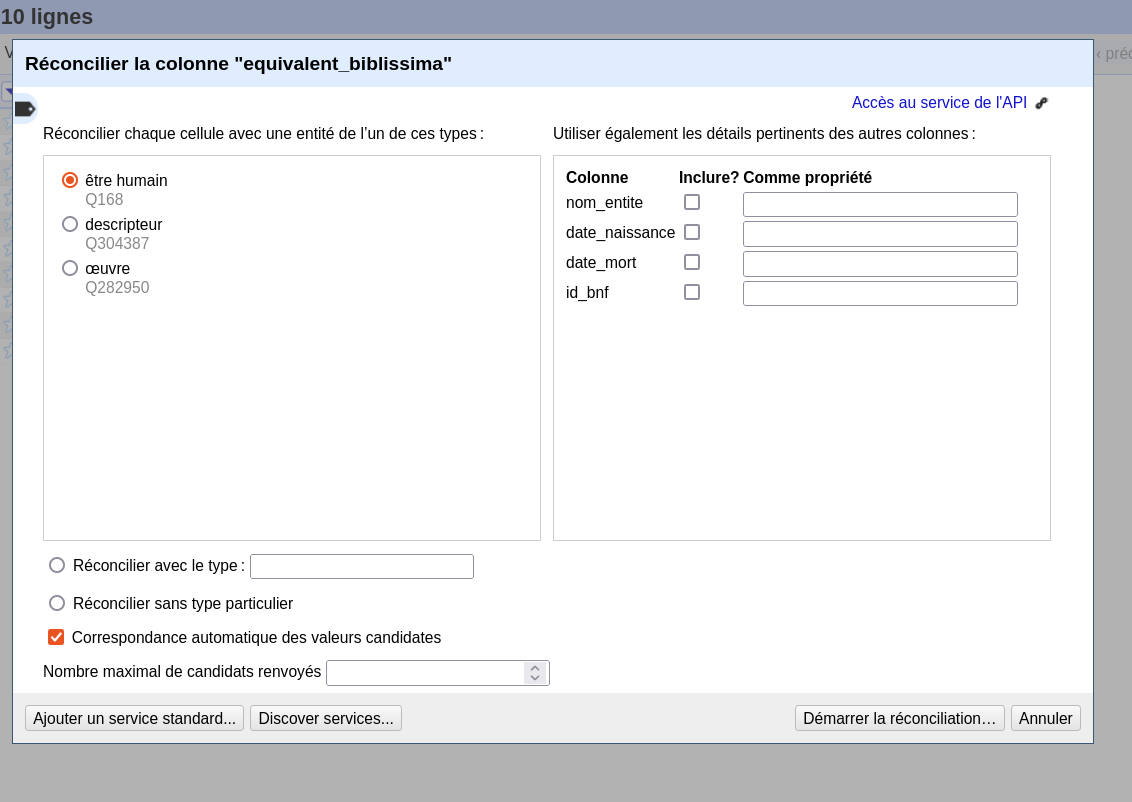 10 lignes
‹ préc
Réconcilier la colonne "equivalent_biblissima"
Accès au service de l'API
Réconcilier chaque cellule avec une entité de l’un de ces types :
être humain
Q168
descripteur
Q304387
œuvre
Q282950
Utiliser également les détails pertinents des autres colonnes :
Colonne Inclure? Comme propriété
nom_entite
date_naissance
date_mort
id_bnf
Réconcilier avec le type :
Réconcilier sans type particulier
Correspondance automatique des valeurs candidates
Nombre maximal de candidats renvoyés
Ajouter un service standard... Discover services... Démarrer la réconciliation… Annuler